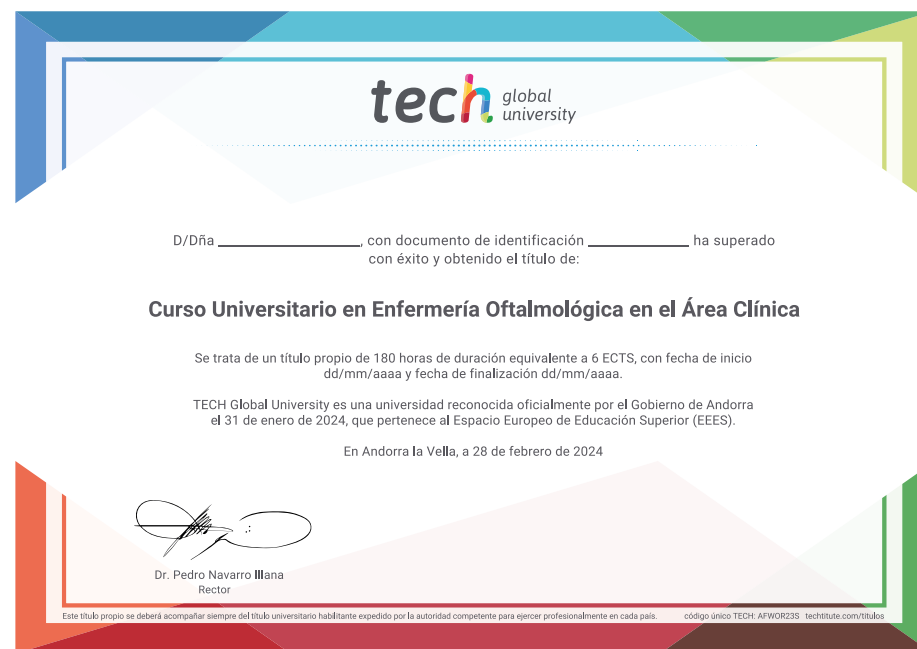 tech global university
D/Dña ____________________, con documento de identificación ______________ ha superado
con éxito y obtenido el título de:
Curso Universitario en Enfermería Oftalmológica en el Área Clínica
Se trata de un título propio de 180 horas de duración equivalente a 6 ECTS, con fecha de inicio
dd/mm/aaaa y fecha de finalización dd/mm/aaaa.
TECH Global University es una universidad reconocida oficialmente por el Gobierno de Andorra
el 31 de enero de 2024, que pertenece al Espacio Europeo de Educación Superior (EEES).
En Andorra la Vella, a 28 de febrero de 2024
Dr. Pedro Navarro Illana
Rector
Este título propio se deberá acompañar siempre del título universitario habilitante expedido por la autoridad competente para ejercer profesionalmente en cada país. código único TECH: AFWOR23S techtitute.com/titulos